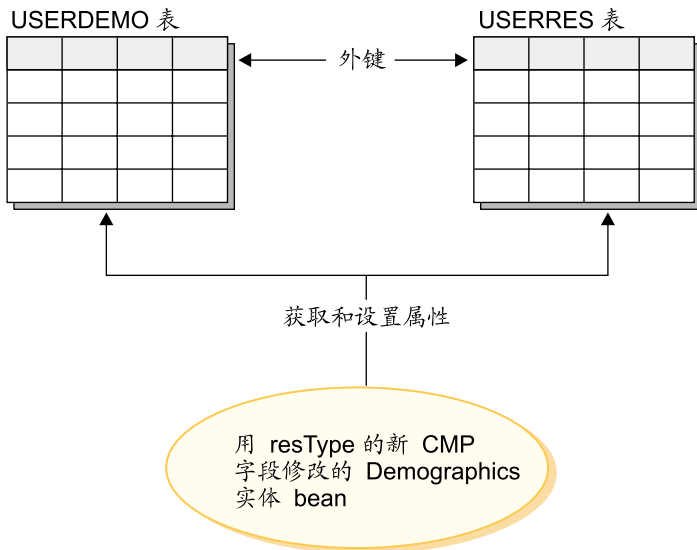 USERDEMO 表
USERRES 表
外键
获取和设置属性
用 resType 的新 CMP
字段修改的 Demographics
实体 bean